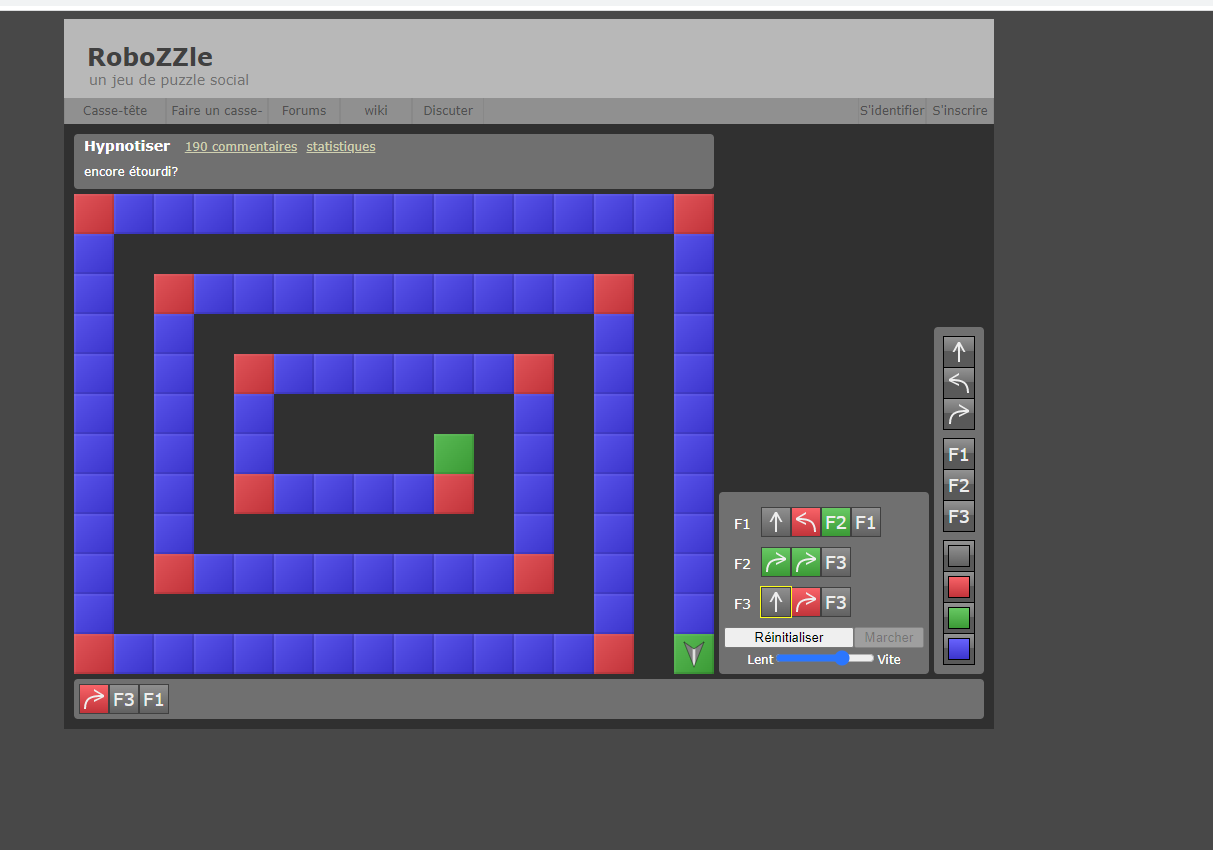 RoboZZle
un jeu de puzzle social
Casse-tête Faire un casse- Forums wiki Discuter S'identifier S'inscrire
Hypnotiser 190 commentaires statistiques
encore étourdi?
F1
F2
F3
F1 F2 F1
F2 F3
F3 F3
Réinitialiser Marcher
Lent Vite
F3 F1